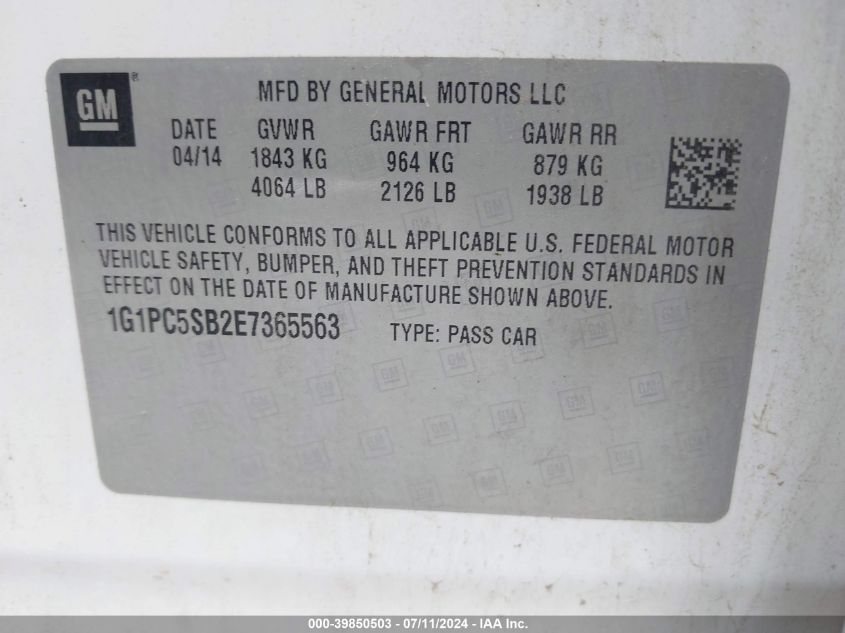 GM ®
MFD BY GENERAL MOTORS LLC
DATE GVWR GAWR FRT GAWR RR
04/14 1843 KG 964 KG 879 KG
4064 LB 2126 LB 1938 LB
THIS VEHICLE CONFORMS TO ALL APPLICABLE U.S. FEDERAL MOTOR
VEHICLE SAFETY, BUMPER, AND THEFT PREVENTION STANDARDS IN
EFFECT ON THE DATE OF MANUFACTURE SHOWN ABOVE.
1G1PC5SB2E7365563 TYPE: PASS CAR
000-39850503 - 07/11/2024 - IAA Inc.